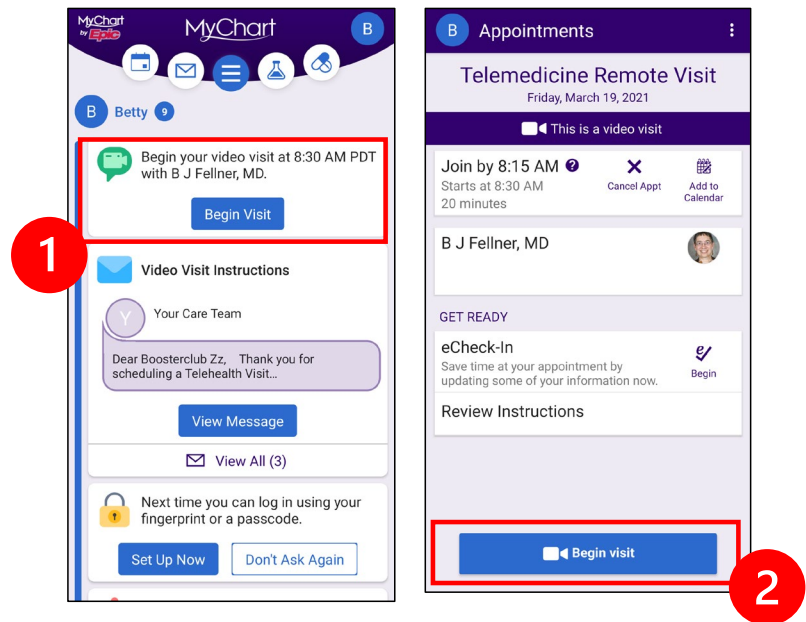 MyChart
by Epic
MyChart
B
B
Betty 9
Begin your video visit at 8:30 AM PDT
with B J Fellner, MD.
Begin Visit
1
Video Visit Instructions
Y
Your Care Team
Dear Boosterclub Zz, Thank you for
scheduling a Telehealth Visit...
View Message
View All (3)
Next time you can log in using your
fingerprint or a passcode.
Set Up Now
Don't Ask Again
B
Appointments
Telemedicine Remote Visit
Friday, March 19, 2021
This is a video visit
Join by 8:15 AM ?
Starts at 8:30 AM
20 minutes
Cancel Appt
Add to
Calendar
B J Fellner, MD
GET READY
eCheck-In
Save time at your appointment by
updating some of your information now.
Begin
Review Instructions
Begin visit
2